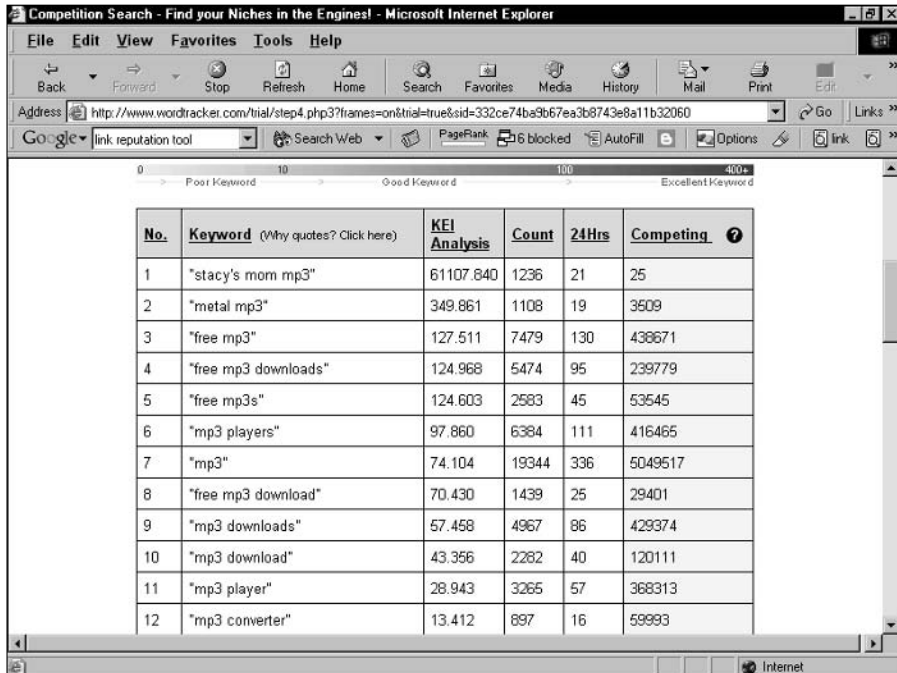 Competition Search - Find your Niches in the Engines! - Microsoft Internet Explorer
File Edit View Favorites Tools Help
Back Forward Stop Refresh Home Search Favorites Media History Mail Print Edit
Address http://www.wordtracker.com/trial/step4.php3?frames=on&trial=true&sid=332ce74ba9b67ea3b8743e8a11b32060 Go Links »
Google link reputation tool Search Web PageRank 6 blocked AutoFill Options link »
0 10 100 400+
Poor Keyword Good Keyword Excellent Keyword
No. Keyword (Why quotes? Click here) KEI Analysis Count 24Hrs Competing ?
1 "stacy's mom mp3" 61107.840 1236 21 25
2 "metal mp3" 349.861 1108 19 3509
3 "free mp3" 127.511 7479 130 438671
4 "free mp3 downloads" 124.968 5474 95 239779
5 "free mp3s" 124.603 2583 45 53545
6 "mp3 players" 97.860 6384 111 416465
7 "mp3" 74.104 19344 336 5049517
8 "free mp3 download" 70.430 1439 25 29401
9 "mp3 downloads" 57.458 4967 86 429374
10 "mp3 download" 43.356 2282 40 120111
11 "mp3 player" 28.943 3265 57 368313
12 "mp3 converter" 13.412 897 16 59993
Internet